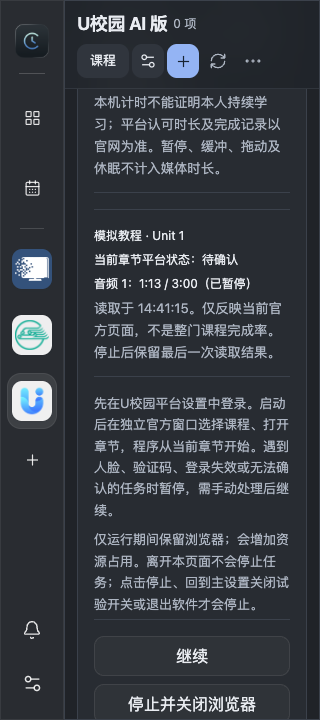 U校园 AI 版 0 项
课程
本机计时不能证明本人持续学
习；平台认可时长及完成记录以
官网为准。暂停、缓冲、拖动及
休眠不计入媒体时长。
模拟教程 · Unit 1
当前章节平台状态：待确认
音频 1：1:13 / 3:00（已暂停）
读取于 14:41:15。仅反映当前官
方页面，不是整门课程完成率。
停止后保留最后一次读取结果。
先在U校园平台设置中登录。启动
后在独立官方窗口选择课程、打开
章节，程序从当前章节开始。遇到
人脸、验证码、登录失效或无法确
认的任务时暂停，需手动处理后继
续。
仅运行期间保留浏览器；会增加资
源占用。离开本页面不会停止任
务；点击停止、回到主设置关闭试
验开关或退出软件才会停止。
继续
停止并关闭浏览器